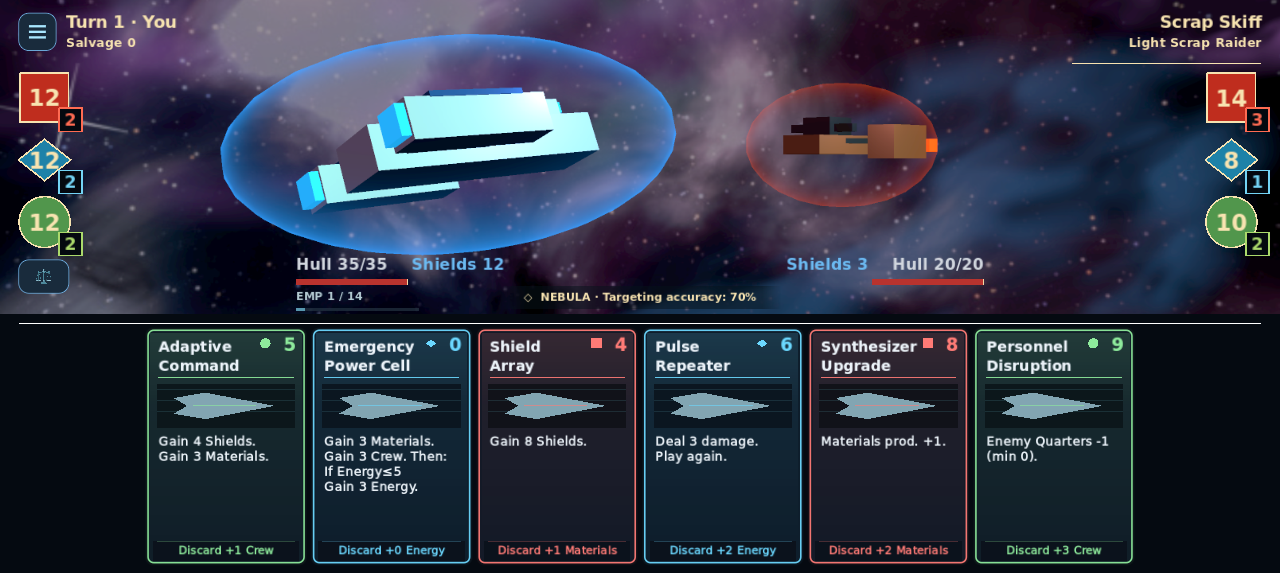 Turn 1 · You
Salvage 0
Scrap Skiff
Light Scrap Raider
12
2
12
2
12
2
14
3
8
1
10
2
Hull 35/35
Shields 12
EMP 1 / 14
Shields 3
Hull 20/20
◇ NEBULA · Targeting accuracy: 70%
Adaptive
Command
5
Gain 4 Shields.
Gain 3 Materials.
Discard +1 Crew
Emergency
Power Cell
0
Gain 3 Materials.
Gain 3 Crew. Then:
If Energy≤5
Gain 3 Energy.
Discard +0 Energy
Shield
Array
4
Gain 8 Shields.
Discard +1 Materials
Pulse
Repeater
6
Deal 3 damage.
Play again.
Discard +2 Energy
Synthesizer
Upgrade
8
Materials prod. +1.
Discard +2 Materials
Personnel
Disruption
9
Enemy Quarters -1
(min 0).
Discard +3 Crew